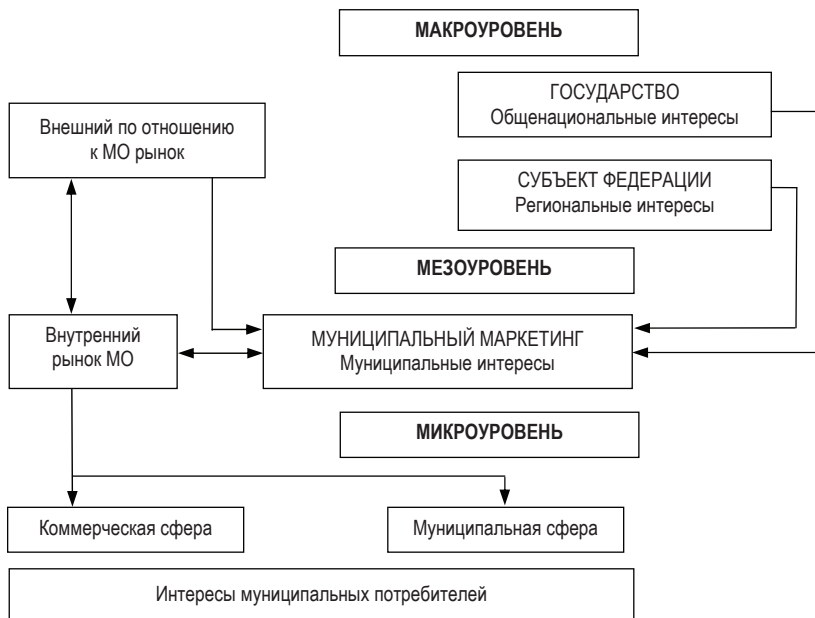 МАКРОУРОВЕНЬ
ГОСУДАРСТВО
Общенациональные интересы
Внешний по отношению
к МО рынок
СУБЪЕКТ ФЕДЕРАЦИИ
Региональные интересы
МЕЗОУРОВЕНЬ
Внутренний
рынок МО
МУНИЦИПАЛЬНЫЙ МАРКЕТИНГ
Муниципальные интересы
МИКРОУРОВЕНЬ
Коммерческая сфера
Муниципальная сфера
Интересы муниципальных потребителей